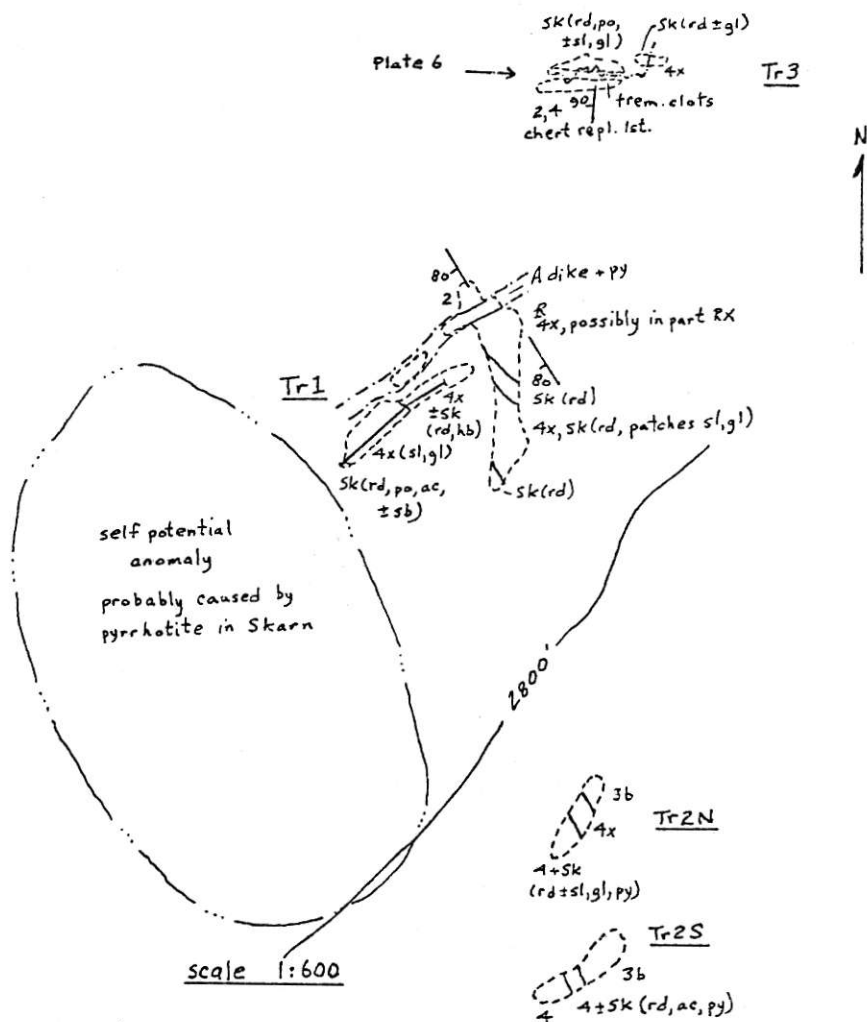 Sk(rd,po,
±sl,gl)
Sk(rd±gl)
Plate 6
4x
Tr3
2,4
90
trem. clots
chert repl. lst.
N
80
A dike + py
2
R
4x, possibly in part RX
Tr1
80
4x
±Sk
(rd,hb)
Sk(rd)
4x, Sk(rd, patches sl,gl)
4x(sl,gl)
Sk(rd,po,ac,
±sb)
Sk(rd)
self potential
anomaly
probably caused by
pyrrhotite in Skarn
2800'
3b
Tr2N
4x
4+Sk
(rd±sl,gl,py)
Tr2S
3b
scale 1:600
4±Sk(rd,ac,py)
4